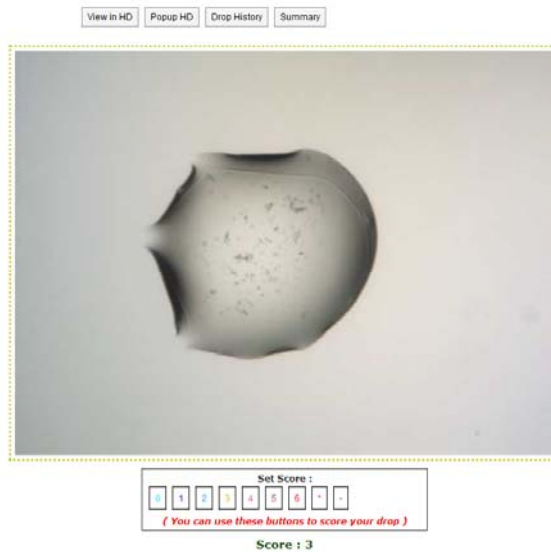 View in HD Popup HD Drop History Summary
Set Score :
0 1 2 3 4 5 6 * -
( You can use these buttons to score your drop )
Score : 3